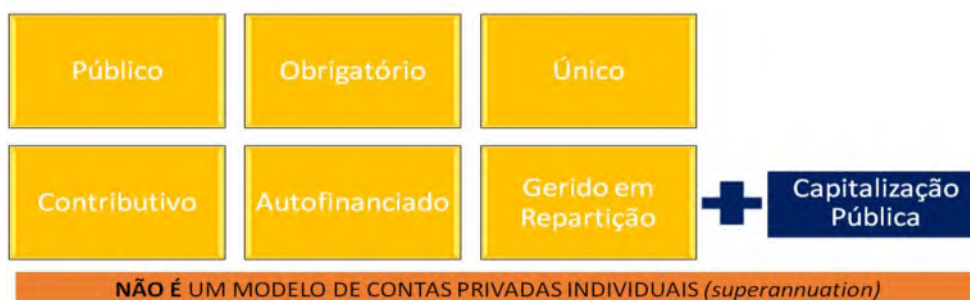 Público
Obrigatório
Único
Contributivo
Autofinanciado
Gerido em
Repartição
Capitalização
Pública
NÃO É UM MODELO DE CONTAS PRIVADAS INDIVIDUAIS (superannuation)